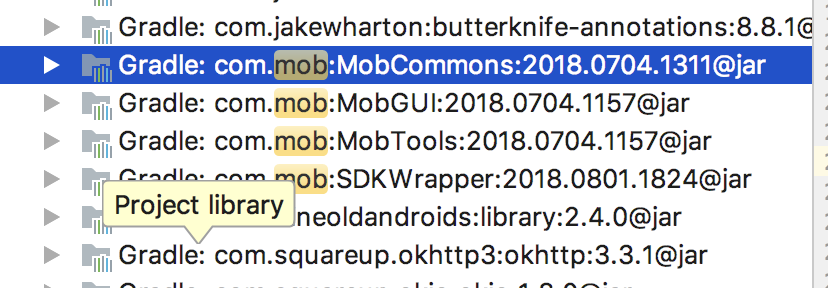 Gradle: com.jakewharton:butterknife-annotations:8.8.1@
Gradle: com.mob:MobCommons:2018.0704.1311@jar
Gradle: com.mob:MobGUI:2018.0704.1157@jar
Gradle: com.mob:MobTools:2018.0704.1157@jar
Gradle: com.mob:SDKWrapper:2018.0801.1824@jar
Project library
neoldandroids:library:2.4.0@jar
Gradle: com.squareup.okhttp3:okhttp:3.3.1@jar